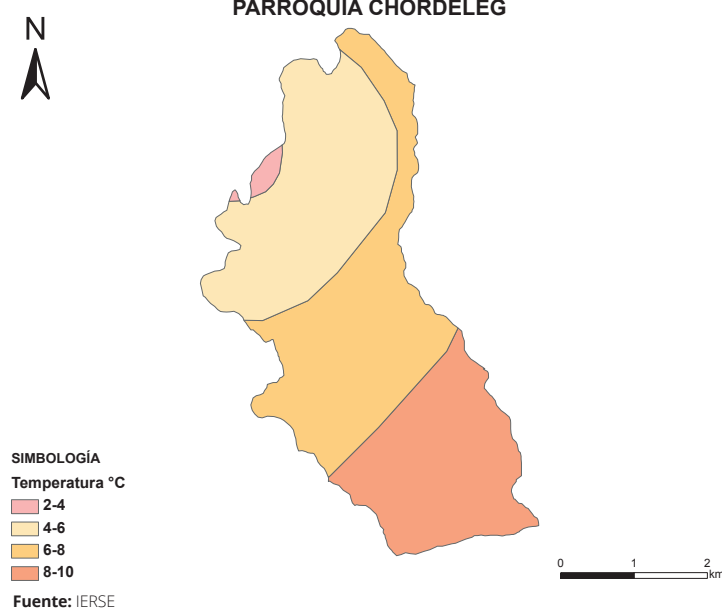 PARROQUIA CHORDELEG
N
SIMBOLOGÍA
Temperatura °C
2-4
4-6
6-8
8-10
0 1 2
km
Fuente: IERSE